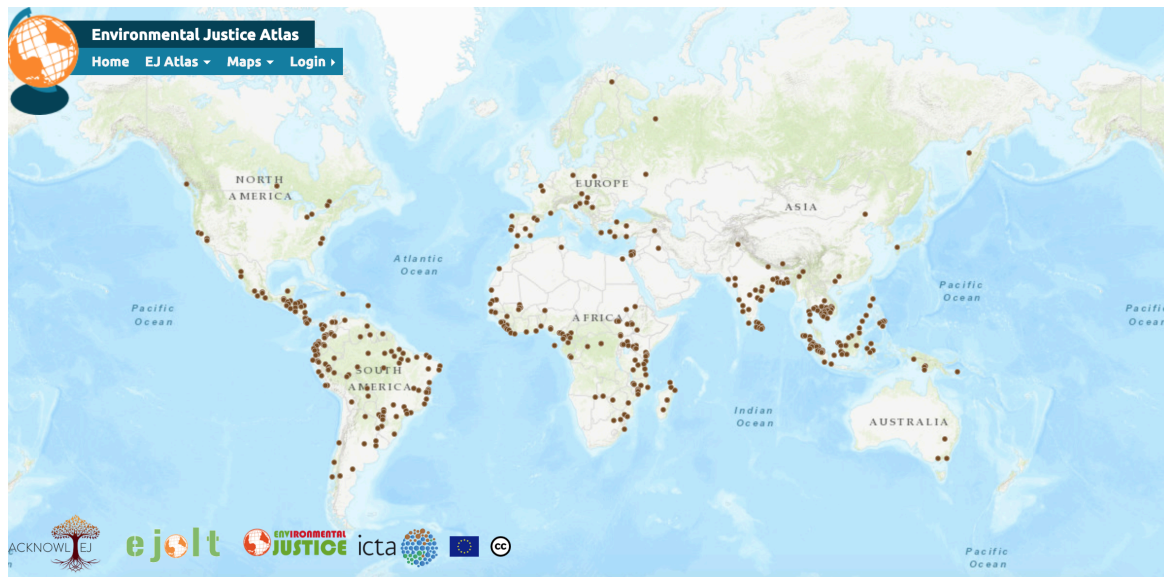 Environmental Justice Atlas
Home EJ Atlas Maps Login
NORTH
AMERICA
EUROPE
ASIA
Atlantic
Ocean
Pacific
Ocean
Pacific
Ocean
Pacific
Ocean
AFRICA
SOUTH
AMERICA
Indian
Ocean
AUSTRALIA
ACKNOWL EJ
ejolt
ENVIRONMENTAL
JUSTICE
icta
cc
Pacific
Ocean